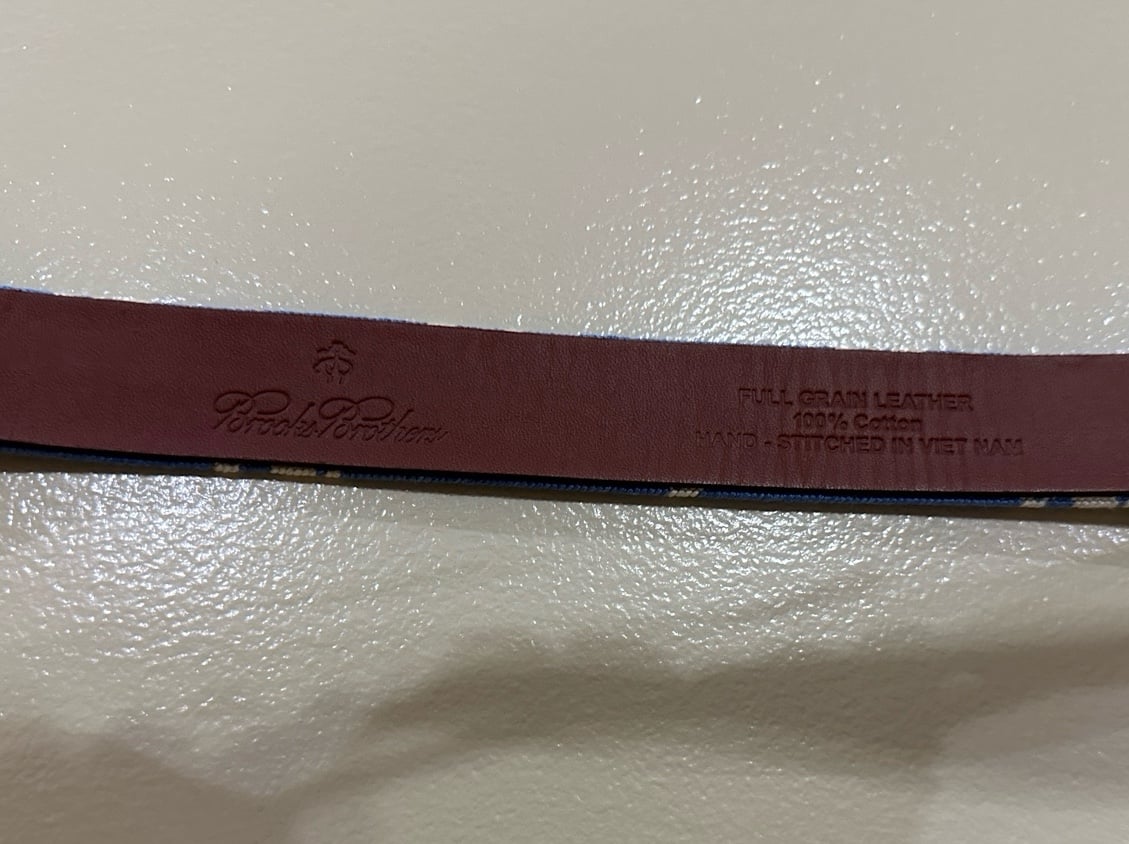 Brooks Brothers
FULL GRAIN LEATHER
100% Cotton
HAND - STITCHED IN VIET NAM